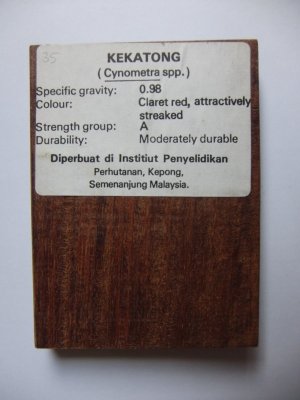 35
KEKATONG
( Cynometra spp. )
Specific gravity: 0.98
Colour: Claret red, attractively
streaked
Strength group: A
Durability: Moderately durable
Diperbuat di Institiut Penyelidikan
Perhutanan, Kepong,
Semenanjung Malaysia.